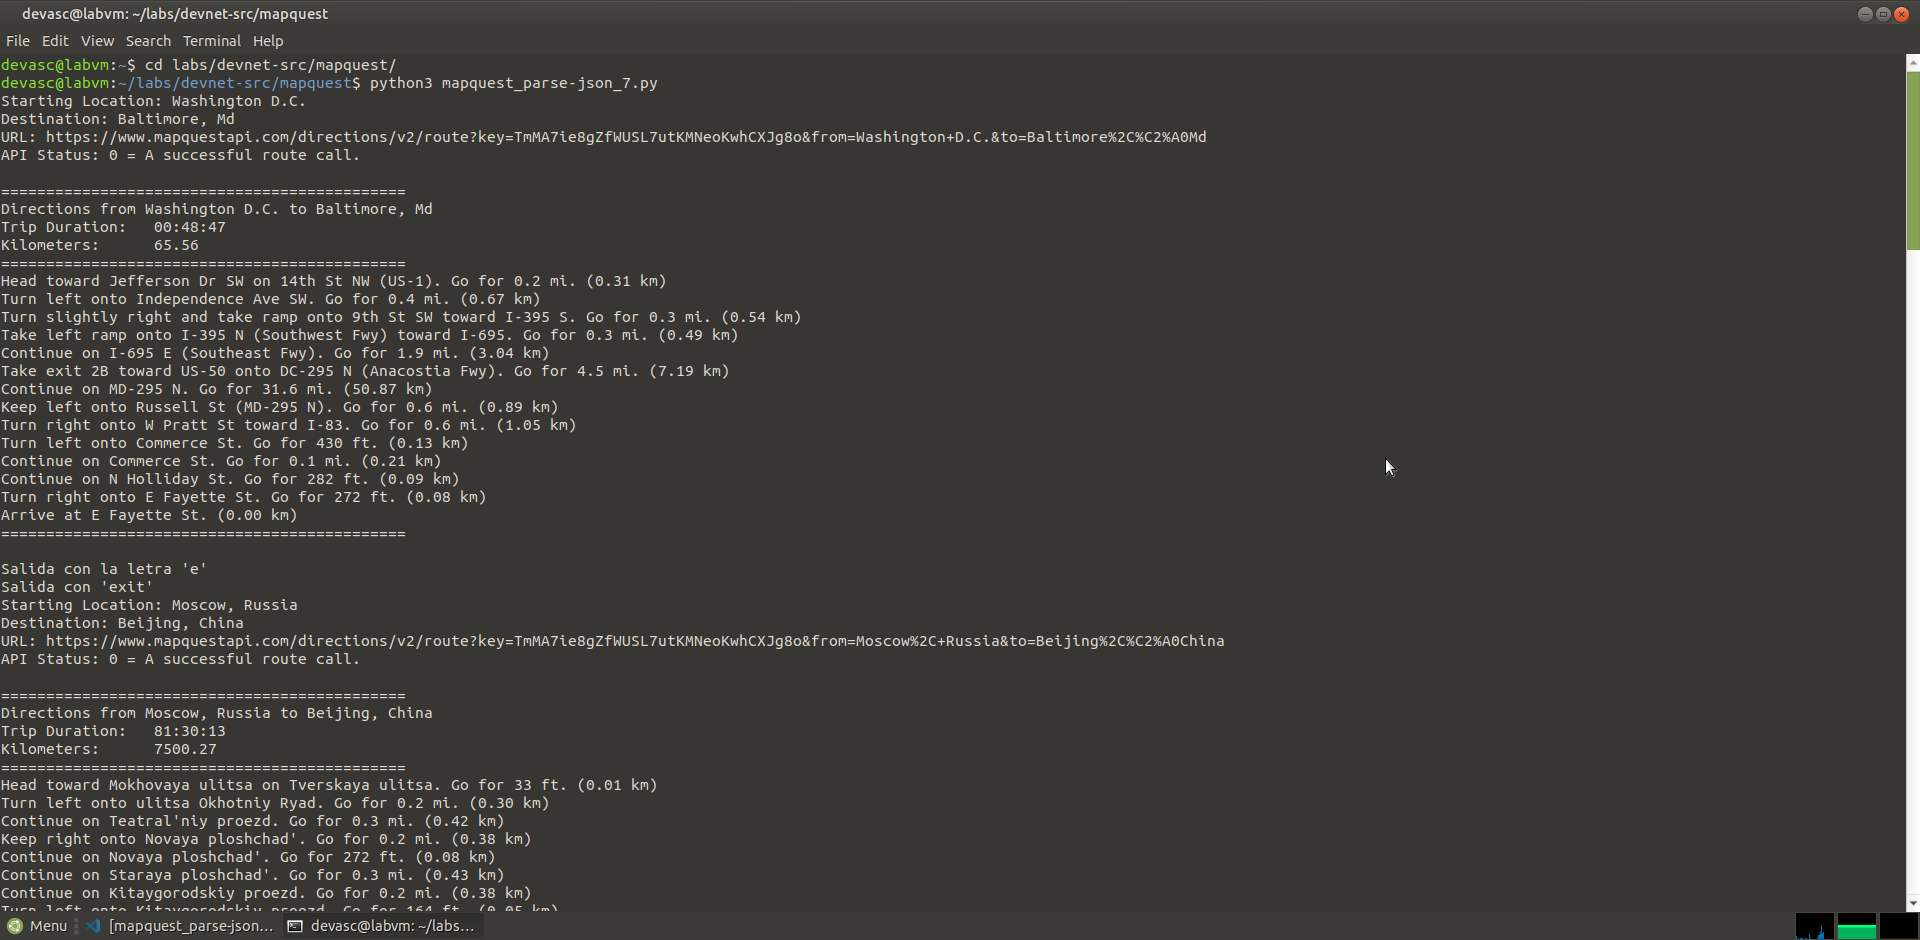 devasc@labvm: ~/labs/devnet-src/mapquest
File Edit View Search Terminal Help
devasc@labvm:~$ cd labs/devnet-src/mapquest/
devasc@labvm:~/labs/devnet-src/mapquest$ python3 mapquest_parse-json_7.py
Starting Location: Washington D.C.
Destination: Baltimore, Md
URL: https://www.mapquestapi.com/directions/v2/route?key=TmMA7ie8gZfWUSL7utKMNeoKwhCXJg8o&from=Washington+D.C.&to=Baltimore%2C%C2%A0Md
API Status: 0 = A successful route call.
=============================================
Directions from Washington D.C. to Baltimore, Md
Trip Duration:   00:48:47
Kilometers:      65.56
=============================================
Head toward Jefferson Dr SW on 14th St NW (US-1). Go for 0.2 mi. (0.31 km)
Turn left onto Independence Ave SW. Go for 0.4 mi. (0.67 km)
Turn slightly right and take ramp onto 9th St SW toward I-395 S. Go for 0.3 mi. (0.54 km)
Take left ramp onto I-395 N (Southwest Fwy) toward I-695. Go for 0.3 mi. (0.49 km)
Continue on I-695 E (Southeast Fwy). Go for 1.9 mi. (3.04 km)
Take exit 2B toward US-50 onto DC-295 N (Anacostia Fwy). Go for 4.5 mi. (7.19 km)
Continue on MD-295 N. Go for 31.6 mi. (50.87 km)
Keep left onto Russell St (MD-295 N). Go for 0.6 mi. (0.89 km)
Turn right onto W Pratt St toward I-83. Go for 0.6 mi. (1.05 km)
Turn left onto Commerce St. Go for 430 ft. (0.13 km)
Continue on Commerce St. Go for 0.1 mi. (0.21 km)
Continue on N Holliday St. Go for 282 ft. (0.09 km)
Turn right onto E Fayette St. Go for 272 ft. (0.08 km)
Arrive at E Fayette St. (0.00 km)
=============================================
Salida con la letra 'e'
Salida con 'exit'
Starting Location: Moscow, Russia
Destination: Beijing, China
URL: https://www.mapquestapi.com/directions/v2/route?key=TmMA7ie8gZfWUSL7utKMNeoKwhCXJg8o&from=Moscow%2C+Russia&to=Beijing%2C%C2%A0China
API Status: 0 = A successful route call.
=============================================
Directions from Moscow, Russia to Beijing, China
Trip Duration:   81:30:13
Kilometers:      7500.27
=============================================
Head toward Mokhovaya ulitsa on Tverskaya ulitsa. Go for 33 ft. (0.01 km)
Turn left onto ulitsa Okhotniy Ryad. Go for 0.2 mi. (0.30 km)
Continue on Teatral'niy proezd. Go for 0.3 mi. (0.42 km)
Keep right onto Novaya ploshchad'. Go for 0.2 mi. (0.38 km)
Continue on Novaya ploshchad'. Go for 272 ft. (0.08 km)
Continue on Staraya ploshchad'. Go for 0.3 mi. (0.43 km)
Continue on Kitaygorodskiy proezd. Go for 0.2 mi. (0.38 km)
Turn left onto Kitaygorodskiy proezd. Go for 164 ft. (0.05 km)
Menu [mapquest_parse-json... devasc@labvm: ~/labs...